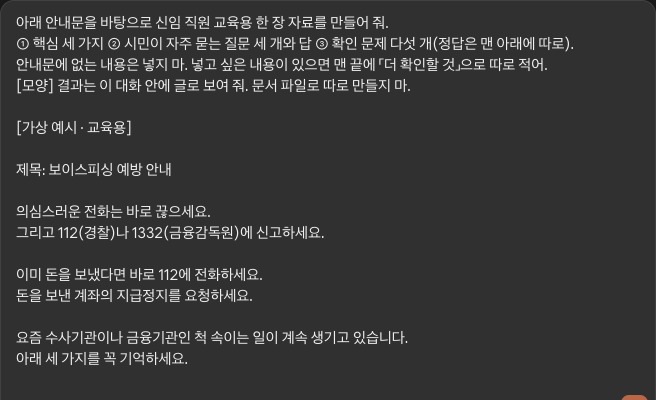 아래 안내문을 바탕으로 신임 직원 교육용 한 장 자료를 만들어 줘.
① 핵심 세 가지 ② 시민이 자주 묻는 질문 세 개와 답 ③ 확인 문제 다섯 개(정답은 맨 아래에 따로).
안내문에 없는 내용은 넣지 마. 넣고 싶은 내용이 있으면 맨 끝에 「더 확인할 것」으로 따로 적어.
[모양] 결과는 이 대화 안에 글로 보여 줘. 문서 파일로 따로 만들지 마.
[가상 예시 · 교육용]
제목: 보이스피싱 예방 안내
의심스러운 전화는 바로 끊으세요.
그리고 112(경찰)나 1332(금융감독원)에 신고하세요.
이미 돈을 보냈다면 바로 112에 전화하세요.
돈을 보낸 계좌의 지급정지를 요청하세요.
요즘 수사기관이나 금융기관인 척 속이는 일이 계속 생기고 있습니다.
아래 세 가지를 꼭 기억하세요.